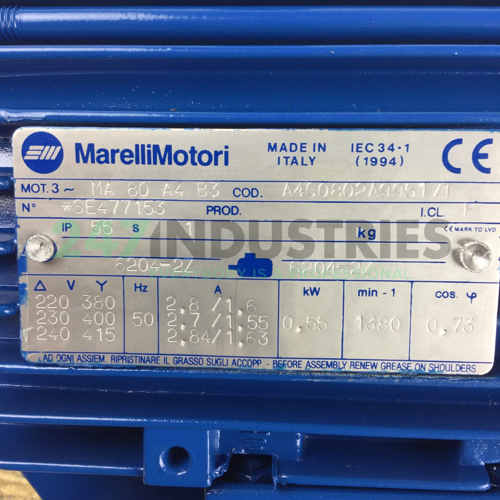 MarelliMotori
MADE IN ITALY
IEC 34-1 (1994)
CE
MOT. 3 ~ MA 80 A4 B3 COD.
N° *SE477153 PROD. I.CL. F
CE MARK TO LVD
IP 55 S 1 kg
247 INDUSTRIES
6204-2Z 6204-2Z
Δ V Y Hz A kW min-1 cos. φ
220 380 2,8/1,6
230 400 50 2,7/1,55 0,55 1380 0,73
240 415 2,84/1,63
AD OGNI ASSIEM. RIPRISTINARE IL GRASSO SUGLI ACCOPP. - BEFORE ASSEMBLY RENEW GREASE ON SHOULDERS